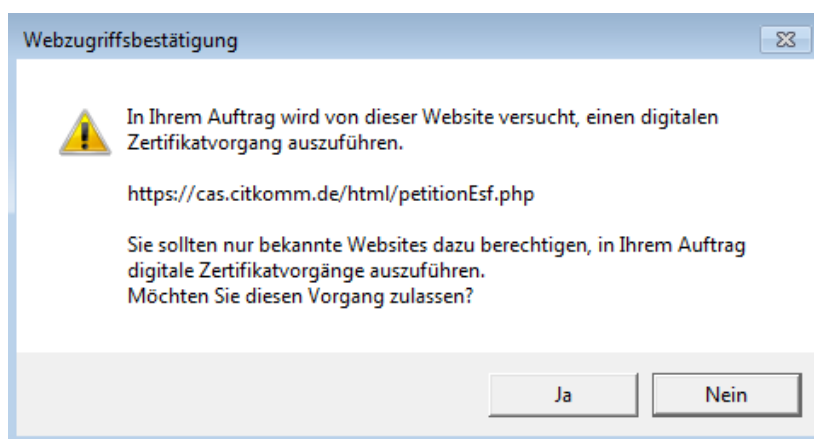 Webzugriffsbestätigung
In Ihrem Auftrag wird von dieser Website versucht, einen digitalen
Zertifikatvorgang auszuführen.
https://cas.citkomm.de/html/petitionEsf.php
Sie sollten nur bekannte Websites dazu berechtigen, in Ihrem Auftrag
digitale Zertifikatvorgänge auszuführen.
Möchten Sie diesen Vorgang zulassen?
Ja
Nein